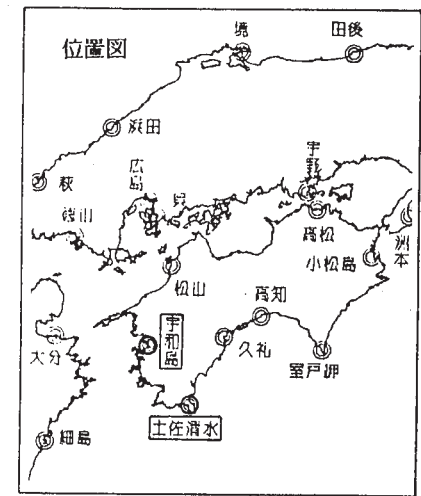 位置図
境
田後
浜田
萩
広島
呉
宇野
徳山
高松
小松島
洲本
松山
高知
宇和島
久礼
大分
室戸岬
土佐清水
細島